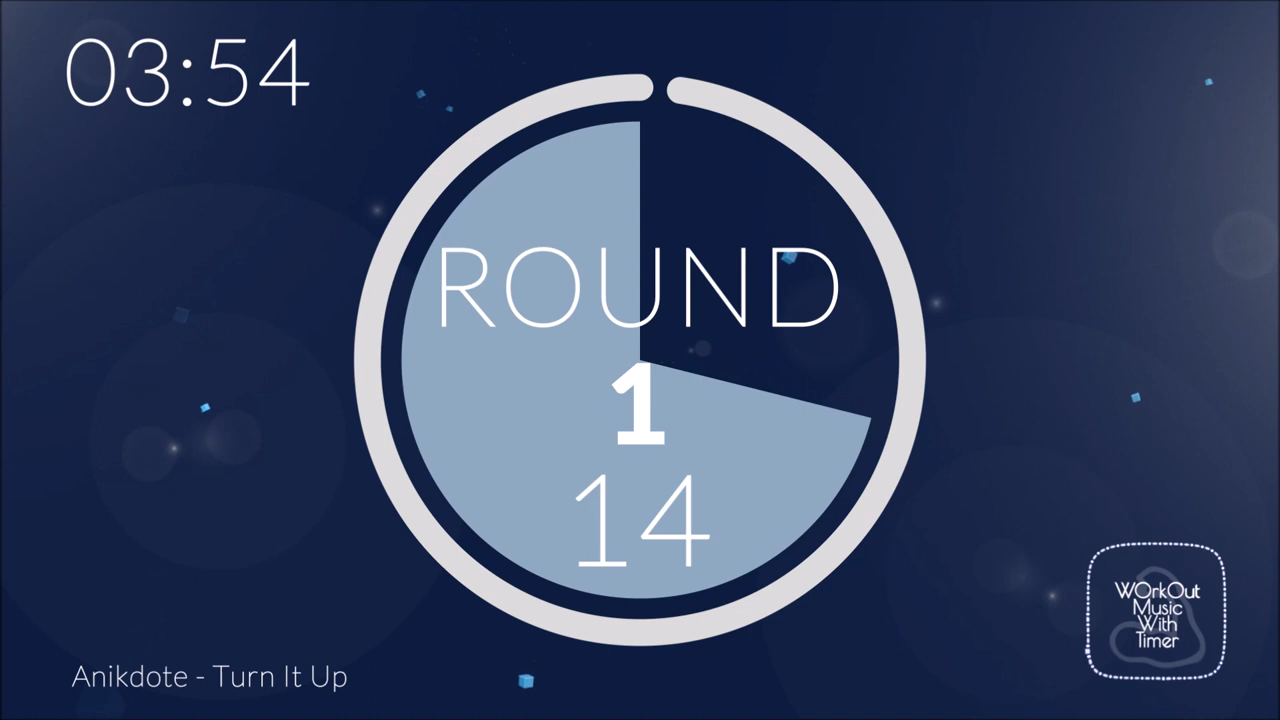 03:54
ROUND
1
14
WOrkOut
Music
With
Timer
Anikdote - Turn It Up